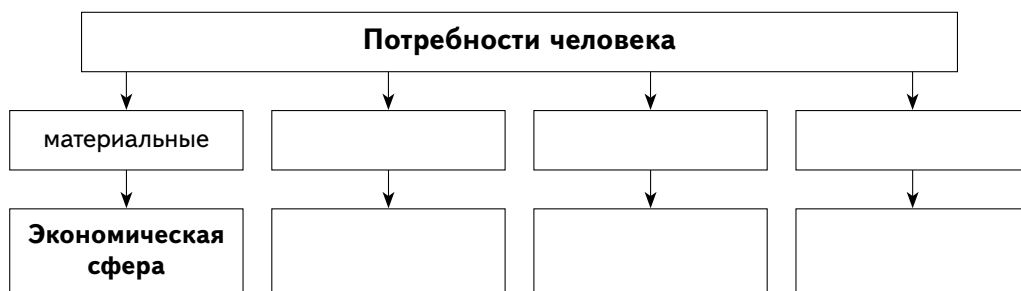 Потребности человека
материальные
Экономическая
сфера